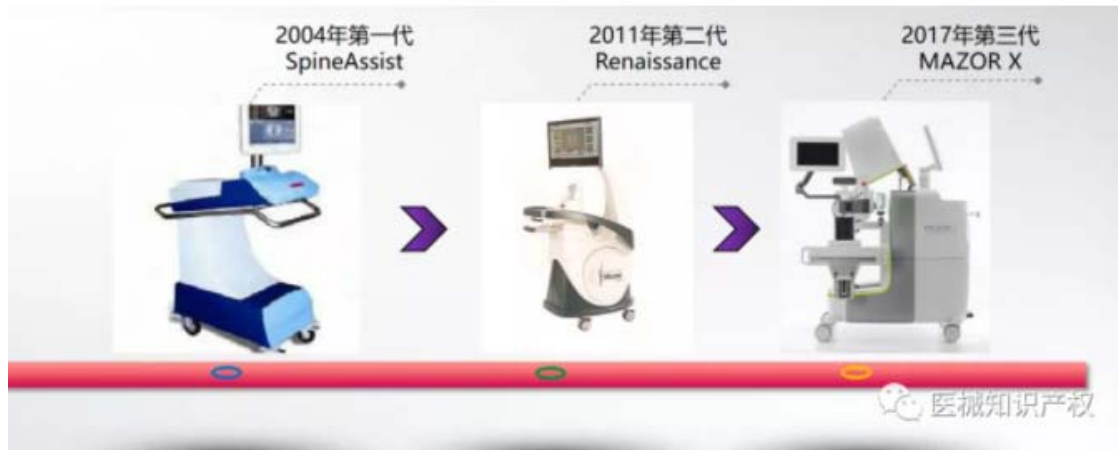 2004年第一代
SpineAssist
2011年第二代
Renaissance
2017年第三代
MAZOR X
医械知识产权